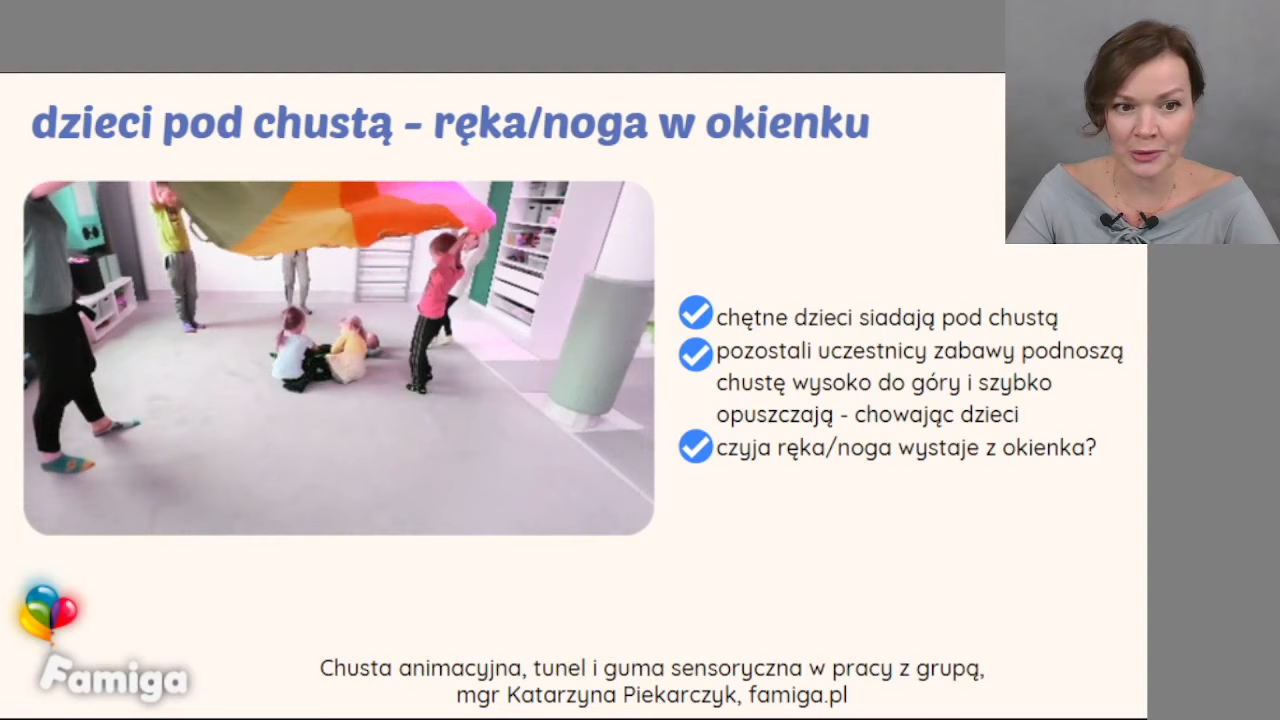 dzieci pod chustą - ręka/noga w okienku
chętne dzieci siadają pod chustą
pozostali uczestnicy zabawy podnoszą
chustę wysoko do góry i szybko
opuszczają - chowając dzieci
czyja ręka/noga wystaje z okienka?
Famiga
Chusta animacyjna, tunel i guma sensoryczna w pracy z grupą,
mgr Katarzyna Piekarczyk, famiga.pl